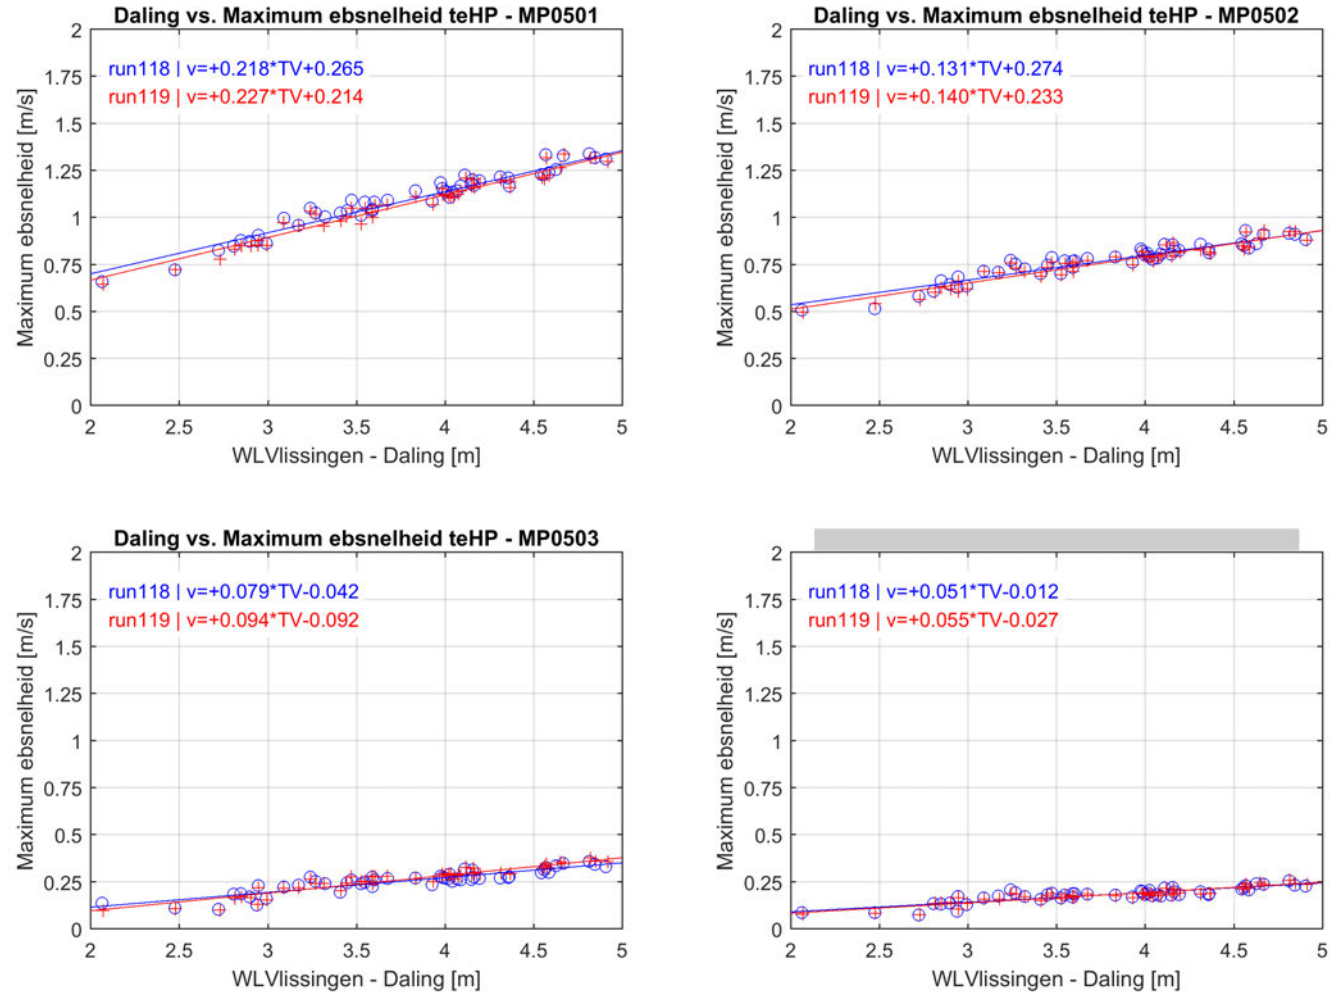 Daling vs. Maximum ebsnelheid teHP - MP0501
2
1.75
1.5
1.25
1
0.75
0.5
0.25
0
Maximum ebsnelheid [m/s]
run118 | v=+0.218*TV+0.265
run119 | v=+0.227*TV+0.214
2 2.5 3 3.5 4 4.5 5
WLVlissingen - Daling [m]
Daling vs. Maximum ebsnelheid teHP - MP0502
2
1.75
1.5
1.25
1
0.75
0.5
0.25
0
Maximum ebsnelheid [m/s]
run118 | v=+0.131*TV+0.274
run119 | v=+0.140*TV+0.233
2 2.5 3 3.5 4 4.5 5
WLVlissingen - Daling [m]
Daling vs. Maximum ebsnelheid teHP - MP0503
2
1.75
1.5
1.25
1
0.75
0.5
0.25
0
Maximum ebsnelheid [m/s]
run118 | v=+0.079*TV-0.042
run119 | v=+0.094*TV-0.092
2 2.5 3 3.5 4 4.5 5
WLVlissingen - Daling [m]
2
1.75
1.5
1.25
1
0.75
0.5
0.25
0
Maximum ebsnelheid [m/s]
run118 | v=+0.051*TV-0.012
run119 | v=+0.055*TV-0.027
2 2.5 3 3.5 4 4.5 5
WLVlissingen - Daling [m]